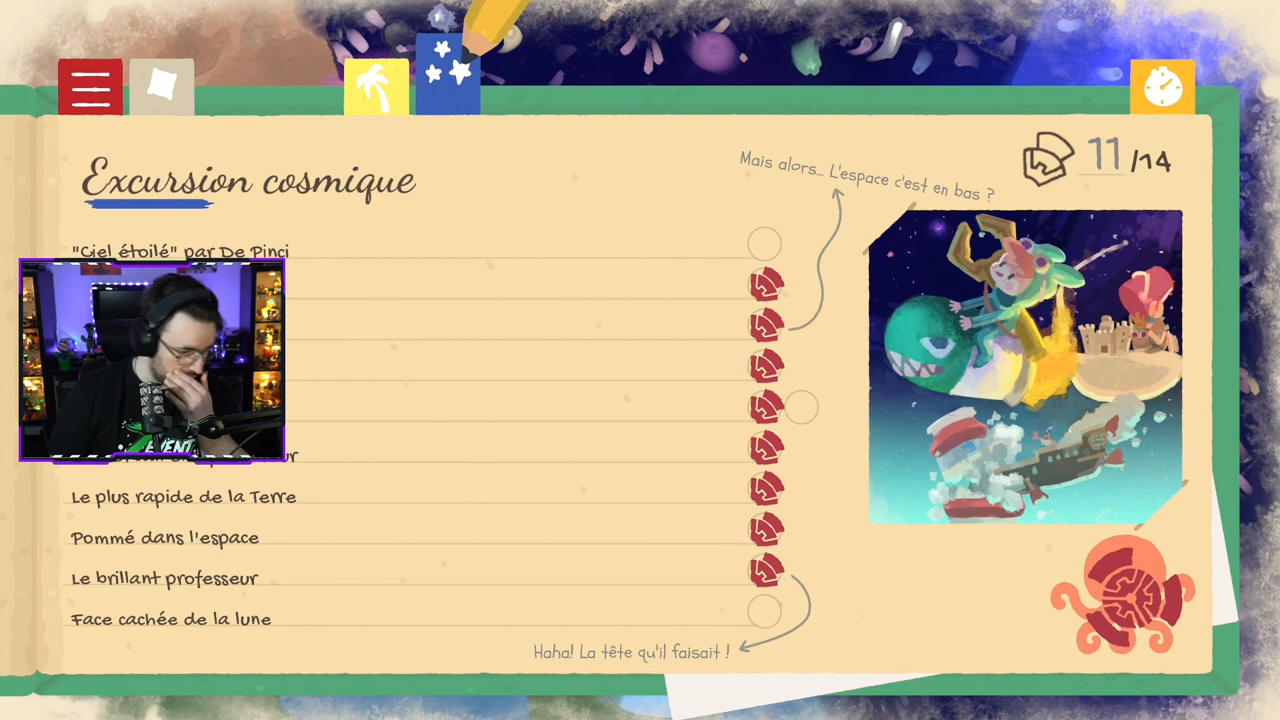 Mais alors... L'espace c'est en bas ?
11 /14
Excursion cosmique
"Ciel étoilé" par De Pinci
Le plus rapide de la Terre
Pommé dans l'espace
Le brillant professeur
Face cachée de la lune
Haha! La tête qu'il faisait !
EVENT